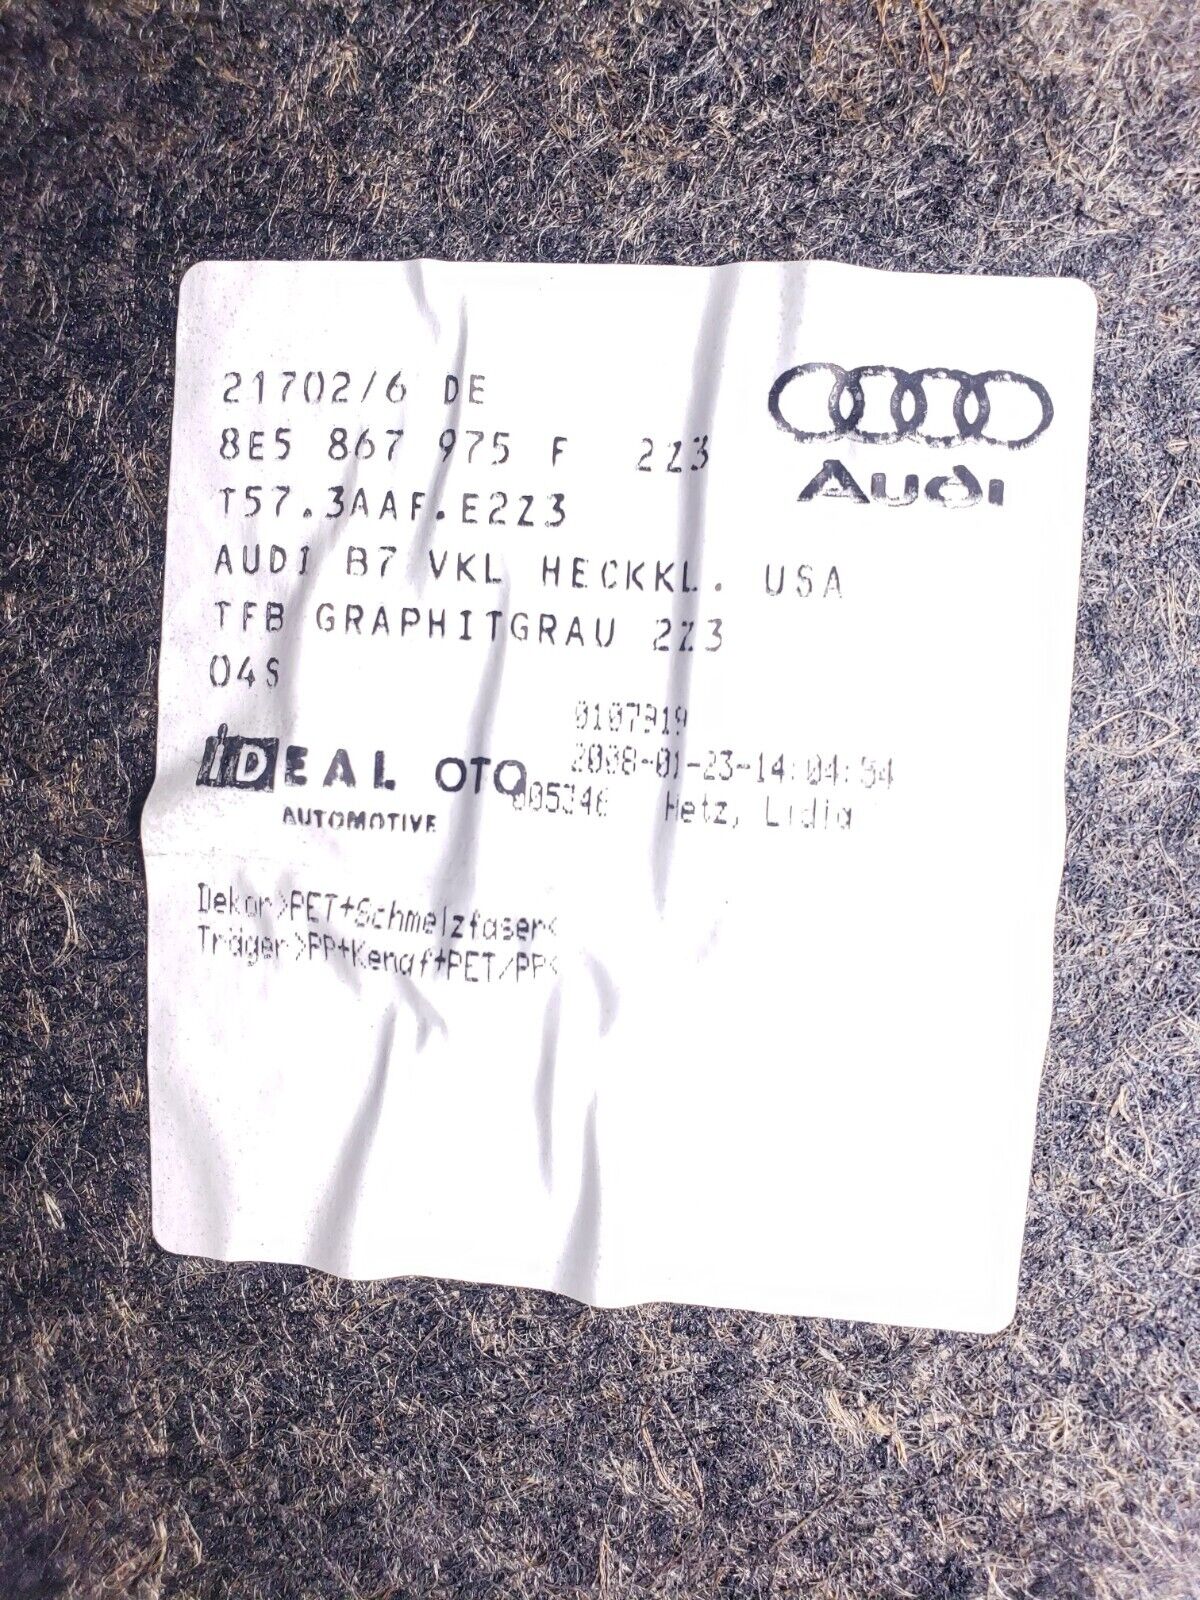 21702/6 DE
8E5 867 975 F 2Z3
Audi
T57.3AAF.E2Z3
AUDI B7 VKL HECKKL. USA
TFB GRAPHITGRAU 2Z3
04S
0107919
2008-01-23-14:04:54
iDEAL OTO
005346 Hetz, Lidia
AUTOMOTIVE
Dekor>PET+Schmelzfaser<
Träger>PP+Kenaf+PET/PP<